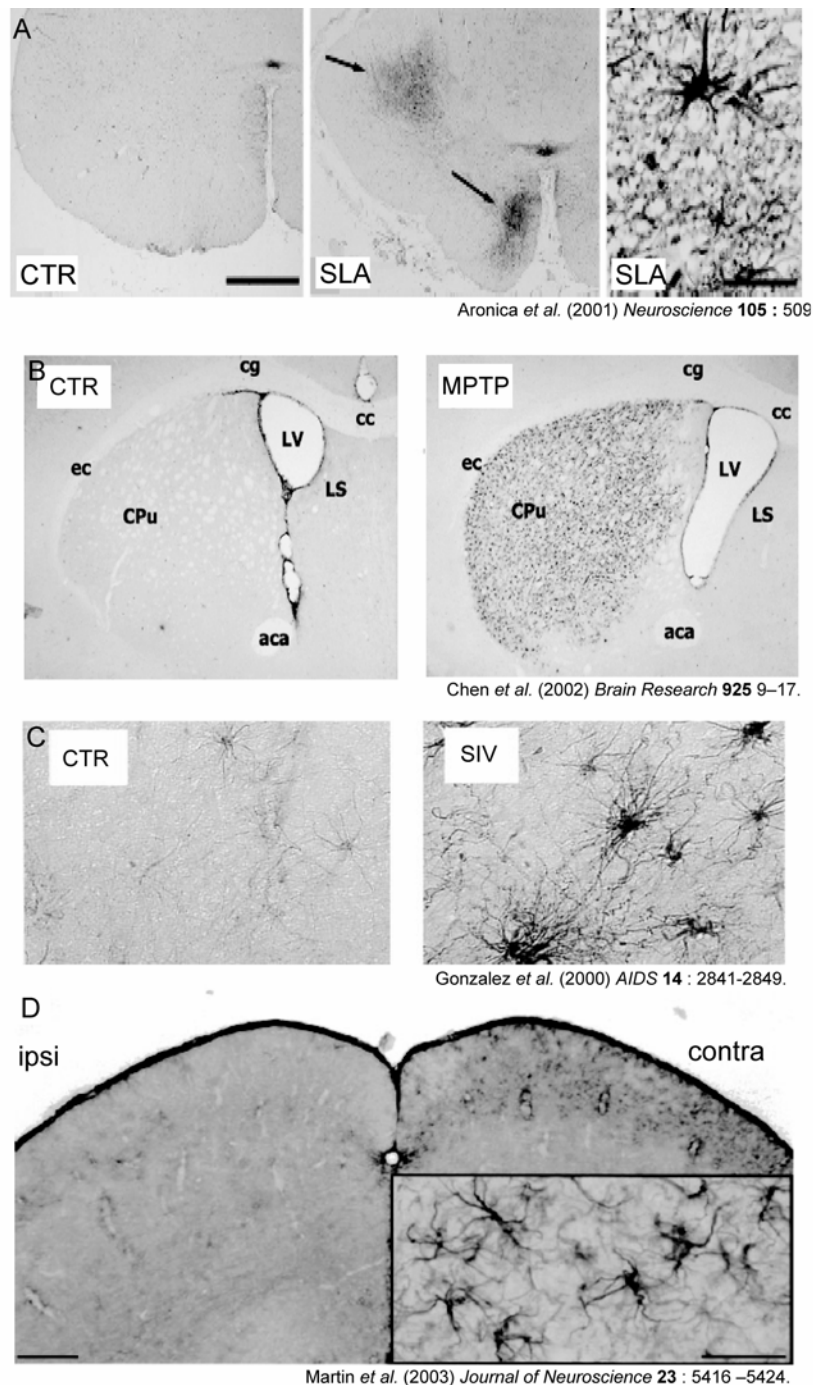 A
CTR
SLA
SLA
Aronica et al. (2001) Neuroscience 105 : 509
B
CTR
cg
cc
LV
ec
LS
CPu
aca
MPTP
cg
cc
ec
LV
CPu
LS
aca
Chen et al. (2002) Brain Research 925 9–17.
C
CTR
SIV
Gonzalez et al. (2000) AIDS 14 : 2841-2849.
D
ipsi
contra
Martin et al. (2003) Journal of Neuroscience 23 : 5416 –5424.